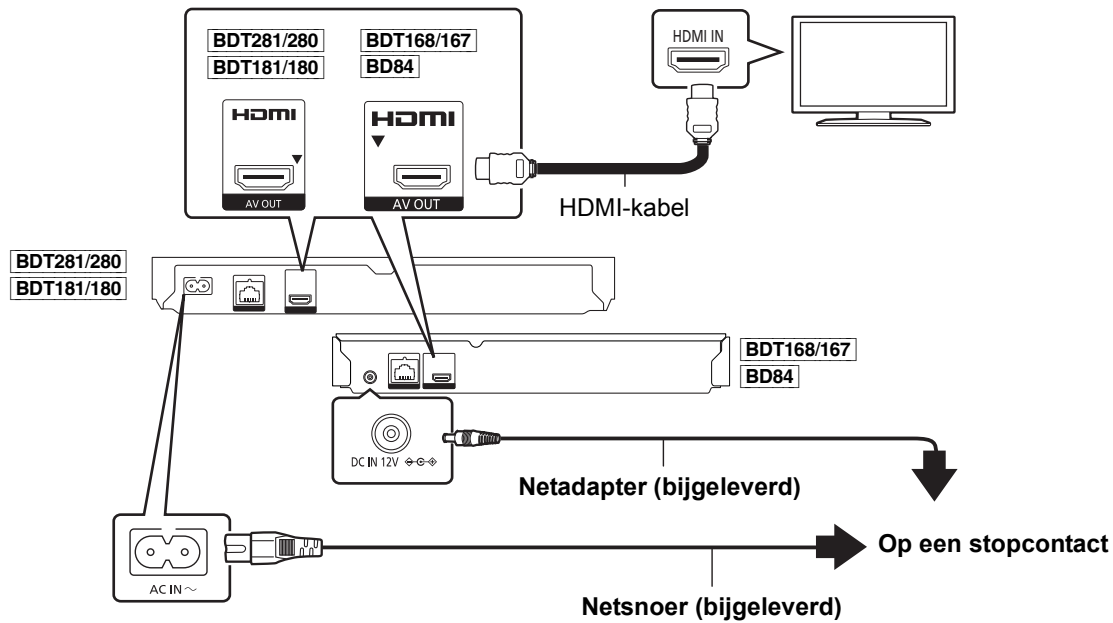 BDT281/280
BDT181/180
HDMI
AV OUT
BDT168/167
BD84
HDMI
AV OUT
HDMI IN
HDMI-kabel
BDT281/280
BDT181/180
BDT168/167
BD84
DC IN 12V
Netadapter (bijgeleverd)
Op een stopcontact
AC IN ~
Netsnoer (bijgeleverd)